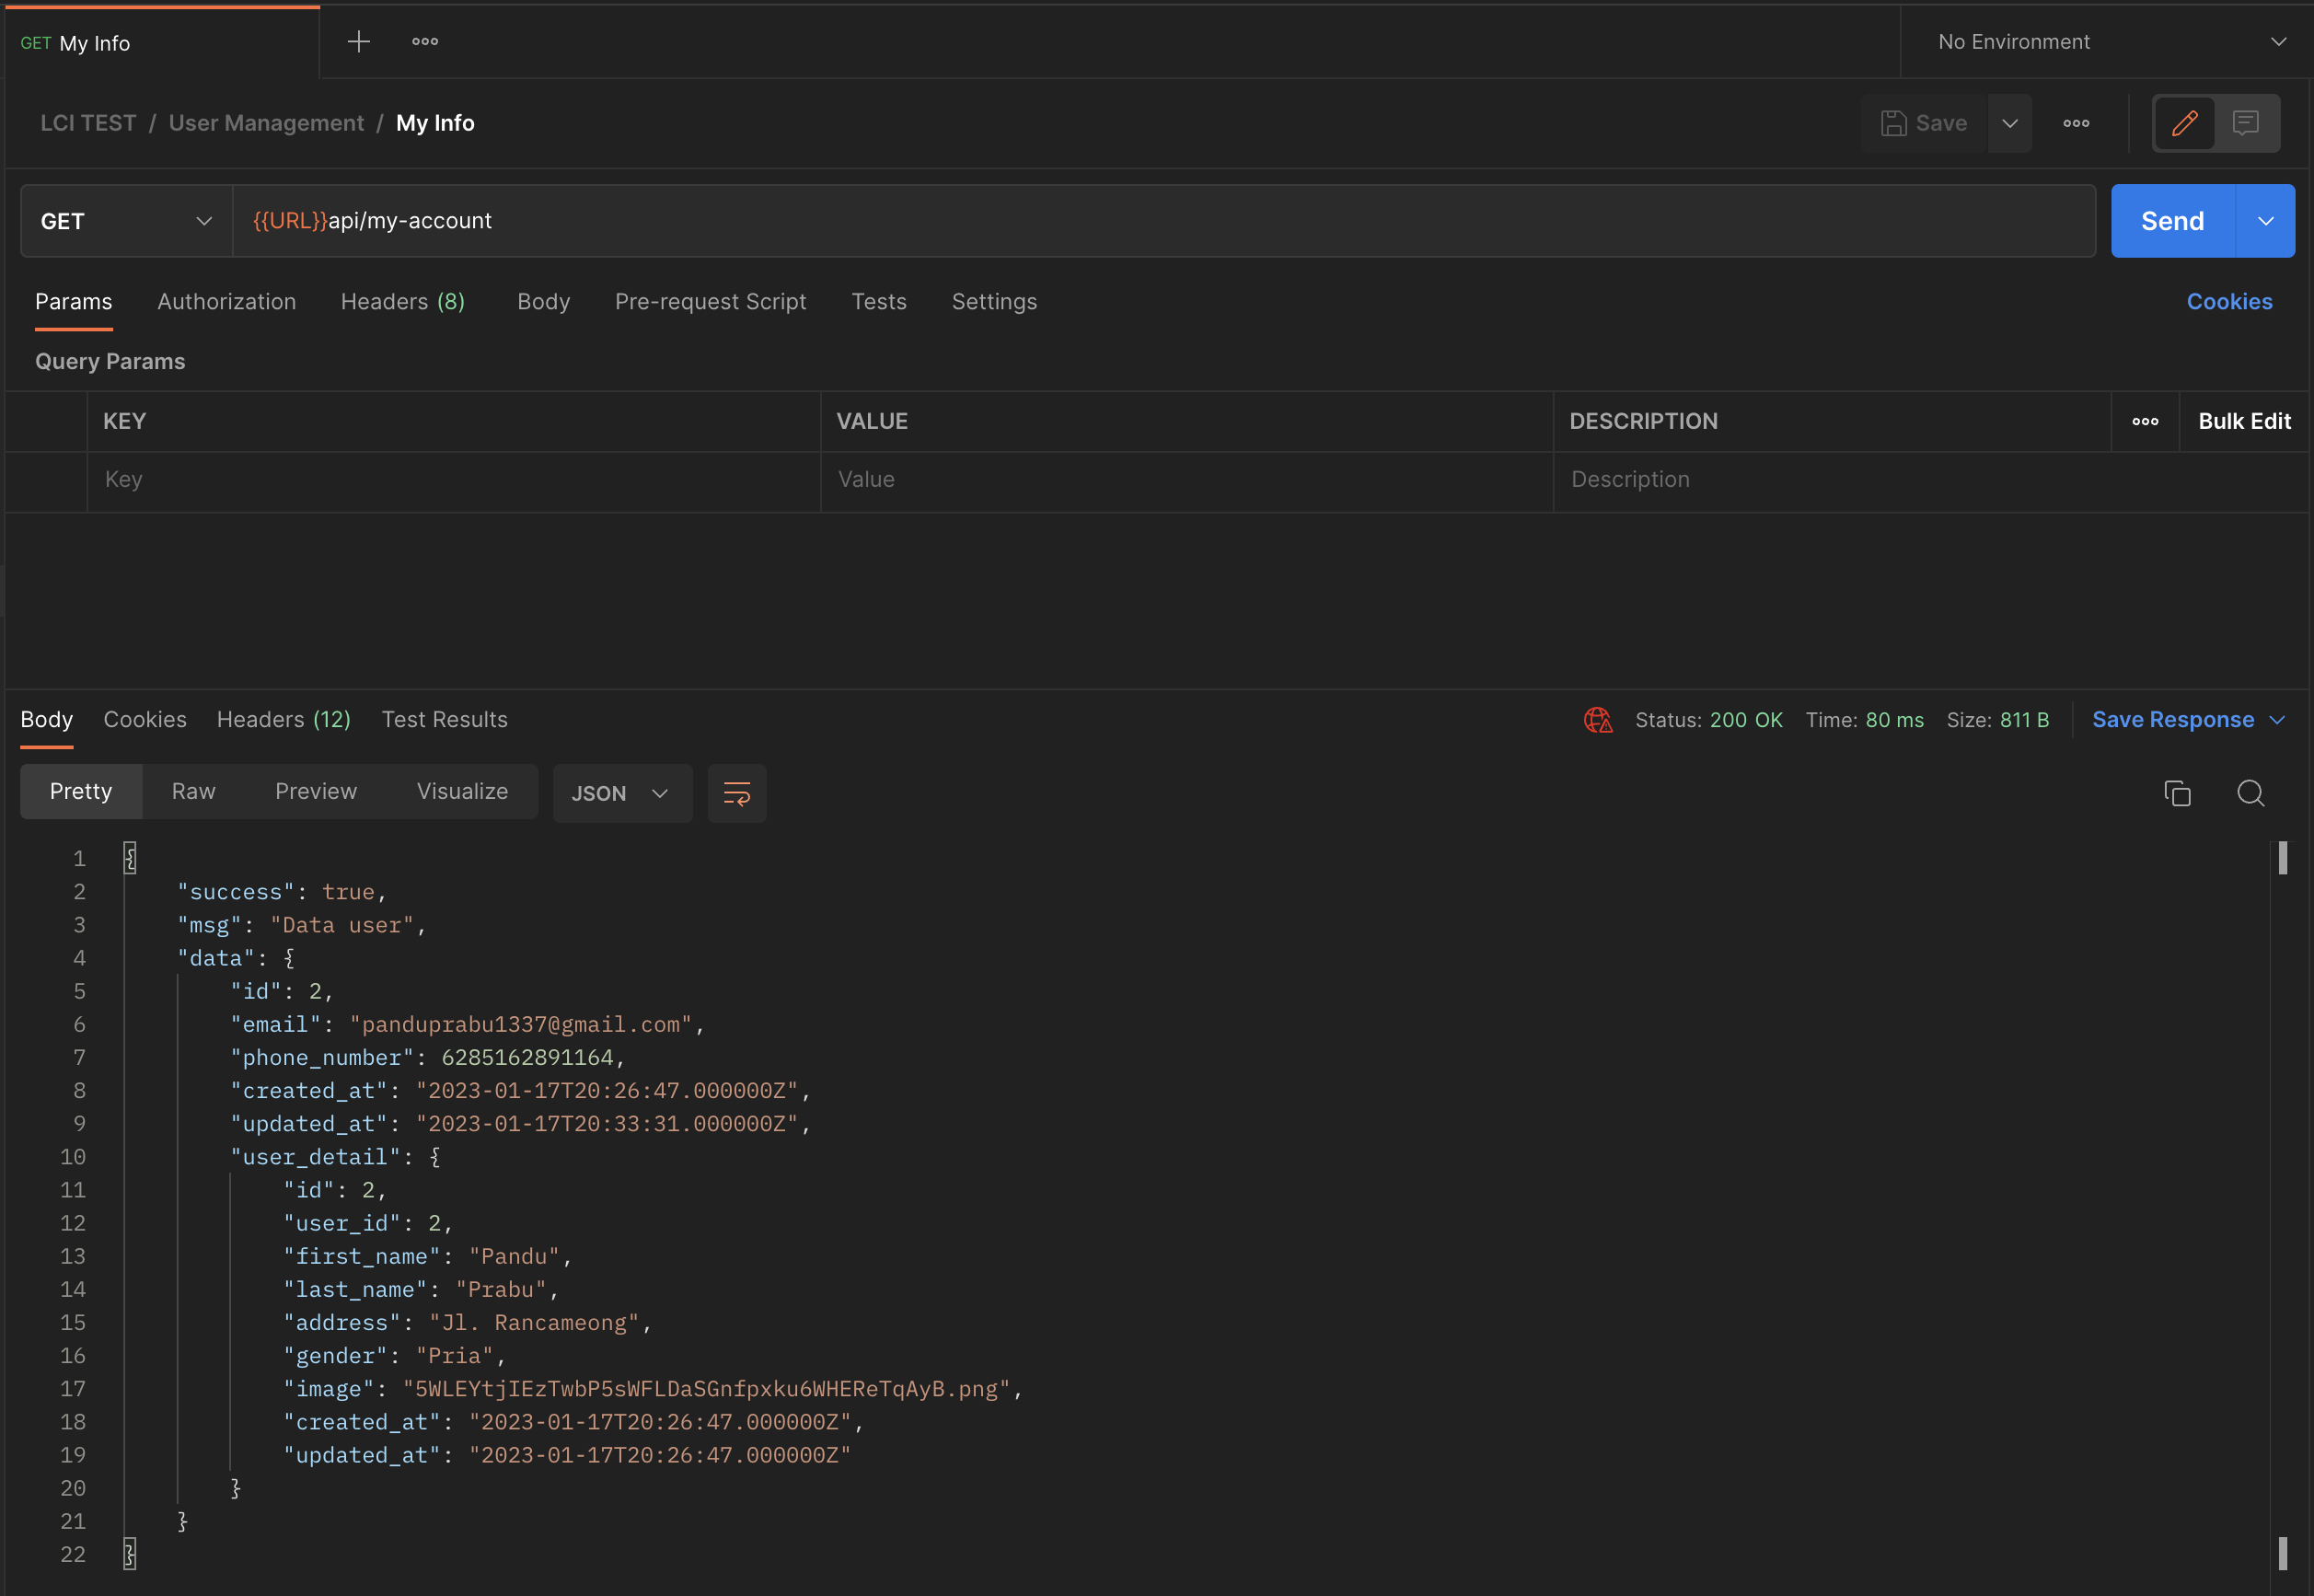 GET My Info
No Environment
LCI TEST / User Management / My Info
Save
GET
{{URL}}api/my-account
Send
Params Authorization Headers (8) Body Pre-request Script Tests Settings Cookies
Query Params
KEY VALUE DESCRIPTION Bulk Edit
Key Value Description
Body Cookies Headers (12) Test Results Status: 200 OK Time: 80 ms Size: 811 B Save Response
Pretty Raw Preview Visualize JSON
1 {
2 "success": true,
3 "msg": "Data user",
4 "data": {
5 "id": 2,
6 "email": "panduprabu1337@gmail.com",
7 "phone_number": 6285162891164,
8 "created_at": "2023-01-17T20:26:47.000000Z",
9 "updated_at": "2023-01-17T20:33:31.000000Z",
10 "user_detail": {
11 "id": 2,
12 "user_id": 2,
13 "first_name": "Pandu",
14 "last_name": "Prabu",
15 "address": "Jl. Rancameong",
16 "gender": "Pria",
17 "image": "5WLEYtjIEzTwbP5sWFLDaSGnfpxku6WHEReTqAyB.png",
18 "created_at": "2023-01-17T20:26:47.000000Z",
19 "updated_at": "2023-01-17T20:26:47.000000Z"
20 }
21 }
22 }